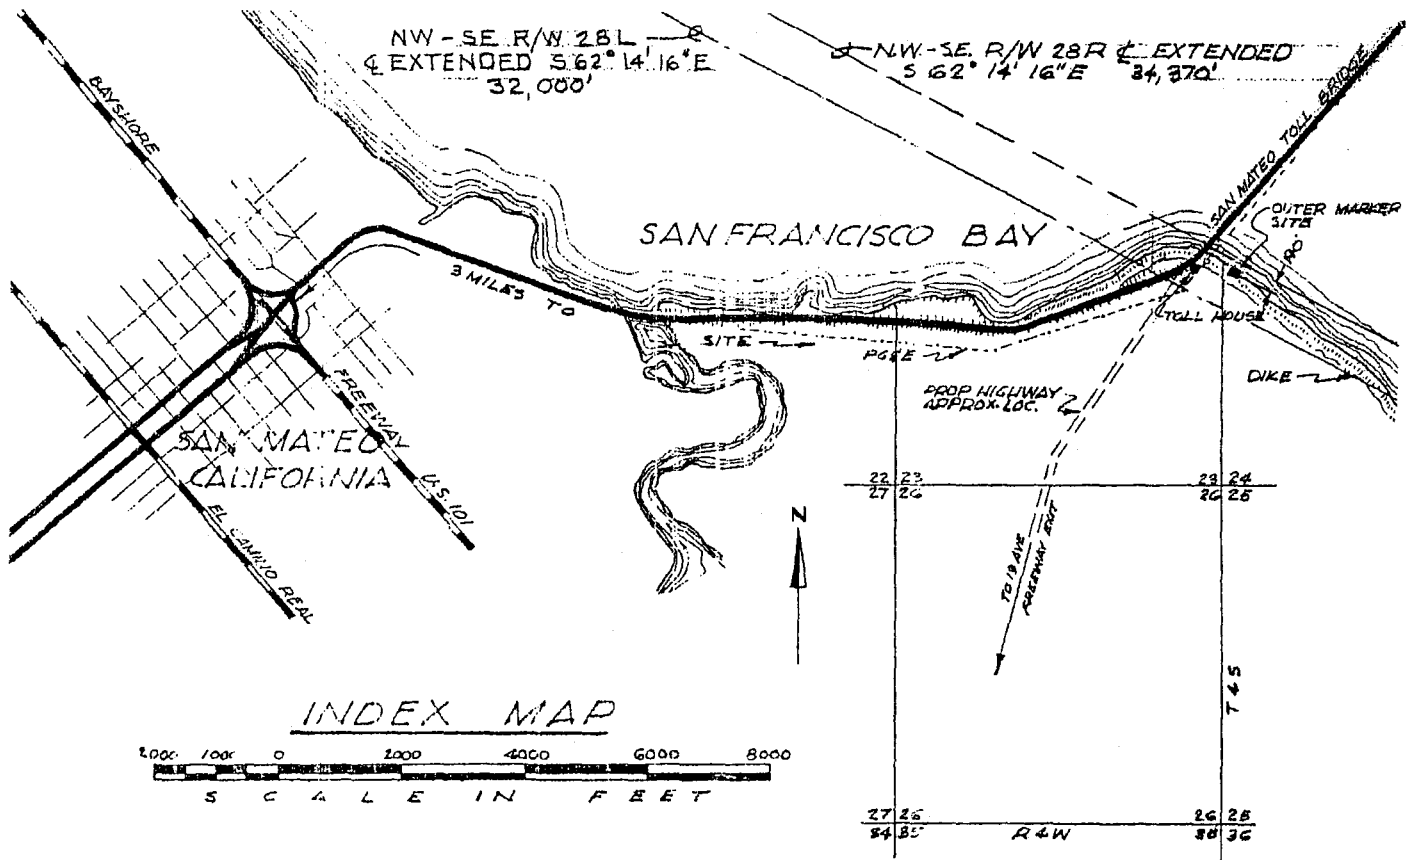 NW-SE R/W 28L
℄ EXTENDED S 62° 14' 16" E
32,000'
N.W.-SE. R/W 28R ℄ EXTENDED
S 62° 14' 16" E 34,370'
BAYSHORE
SAN MATEO TOLL BRIDGE
OUTER MARKER
SITE
SAN FRANCISCO BAY
3 MILES TO
SITE
PG&E
TOLL HOUSE
DIKE
PROP HIGHWAY
APPROX. LOC.
FREEWAY
U.S. 101
SAN MATEO
CALIFORNIA
EL CAMINO REAL
22 23
27 26
23 24
26 25
N
TO 19 AVE
FREEWAY EXIT
T 4 S
INDEX MAP
2000 1000 0 2000 4000 6000 8000
SCALE IN FEET
27 26
34 35
R4W
26 25
35 36